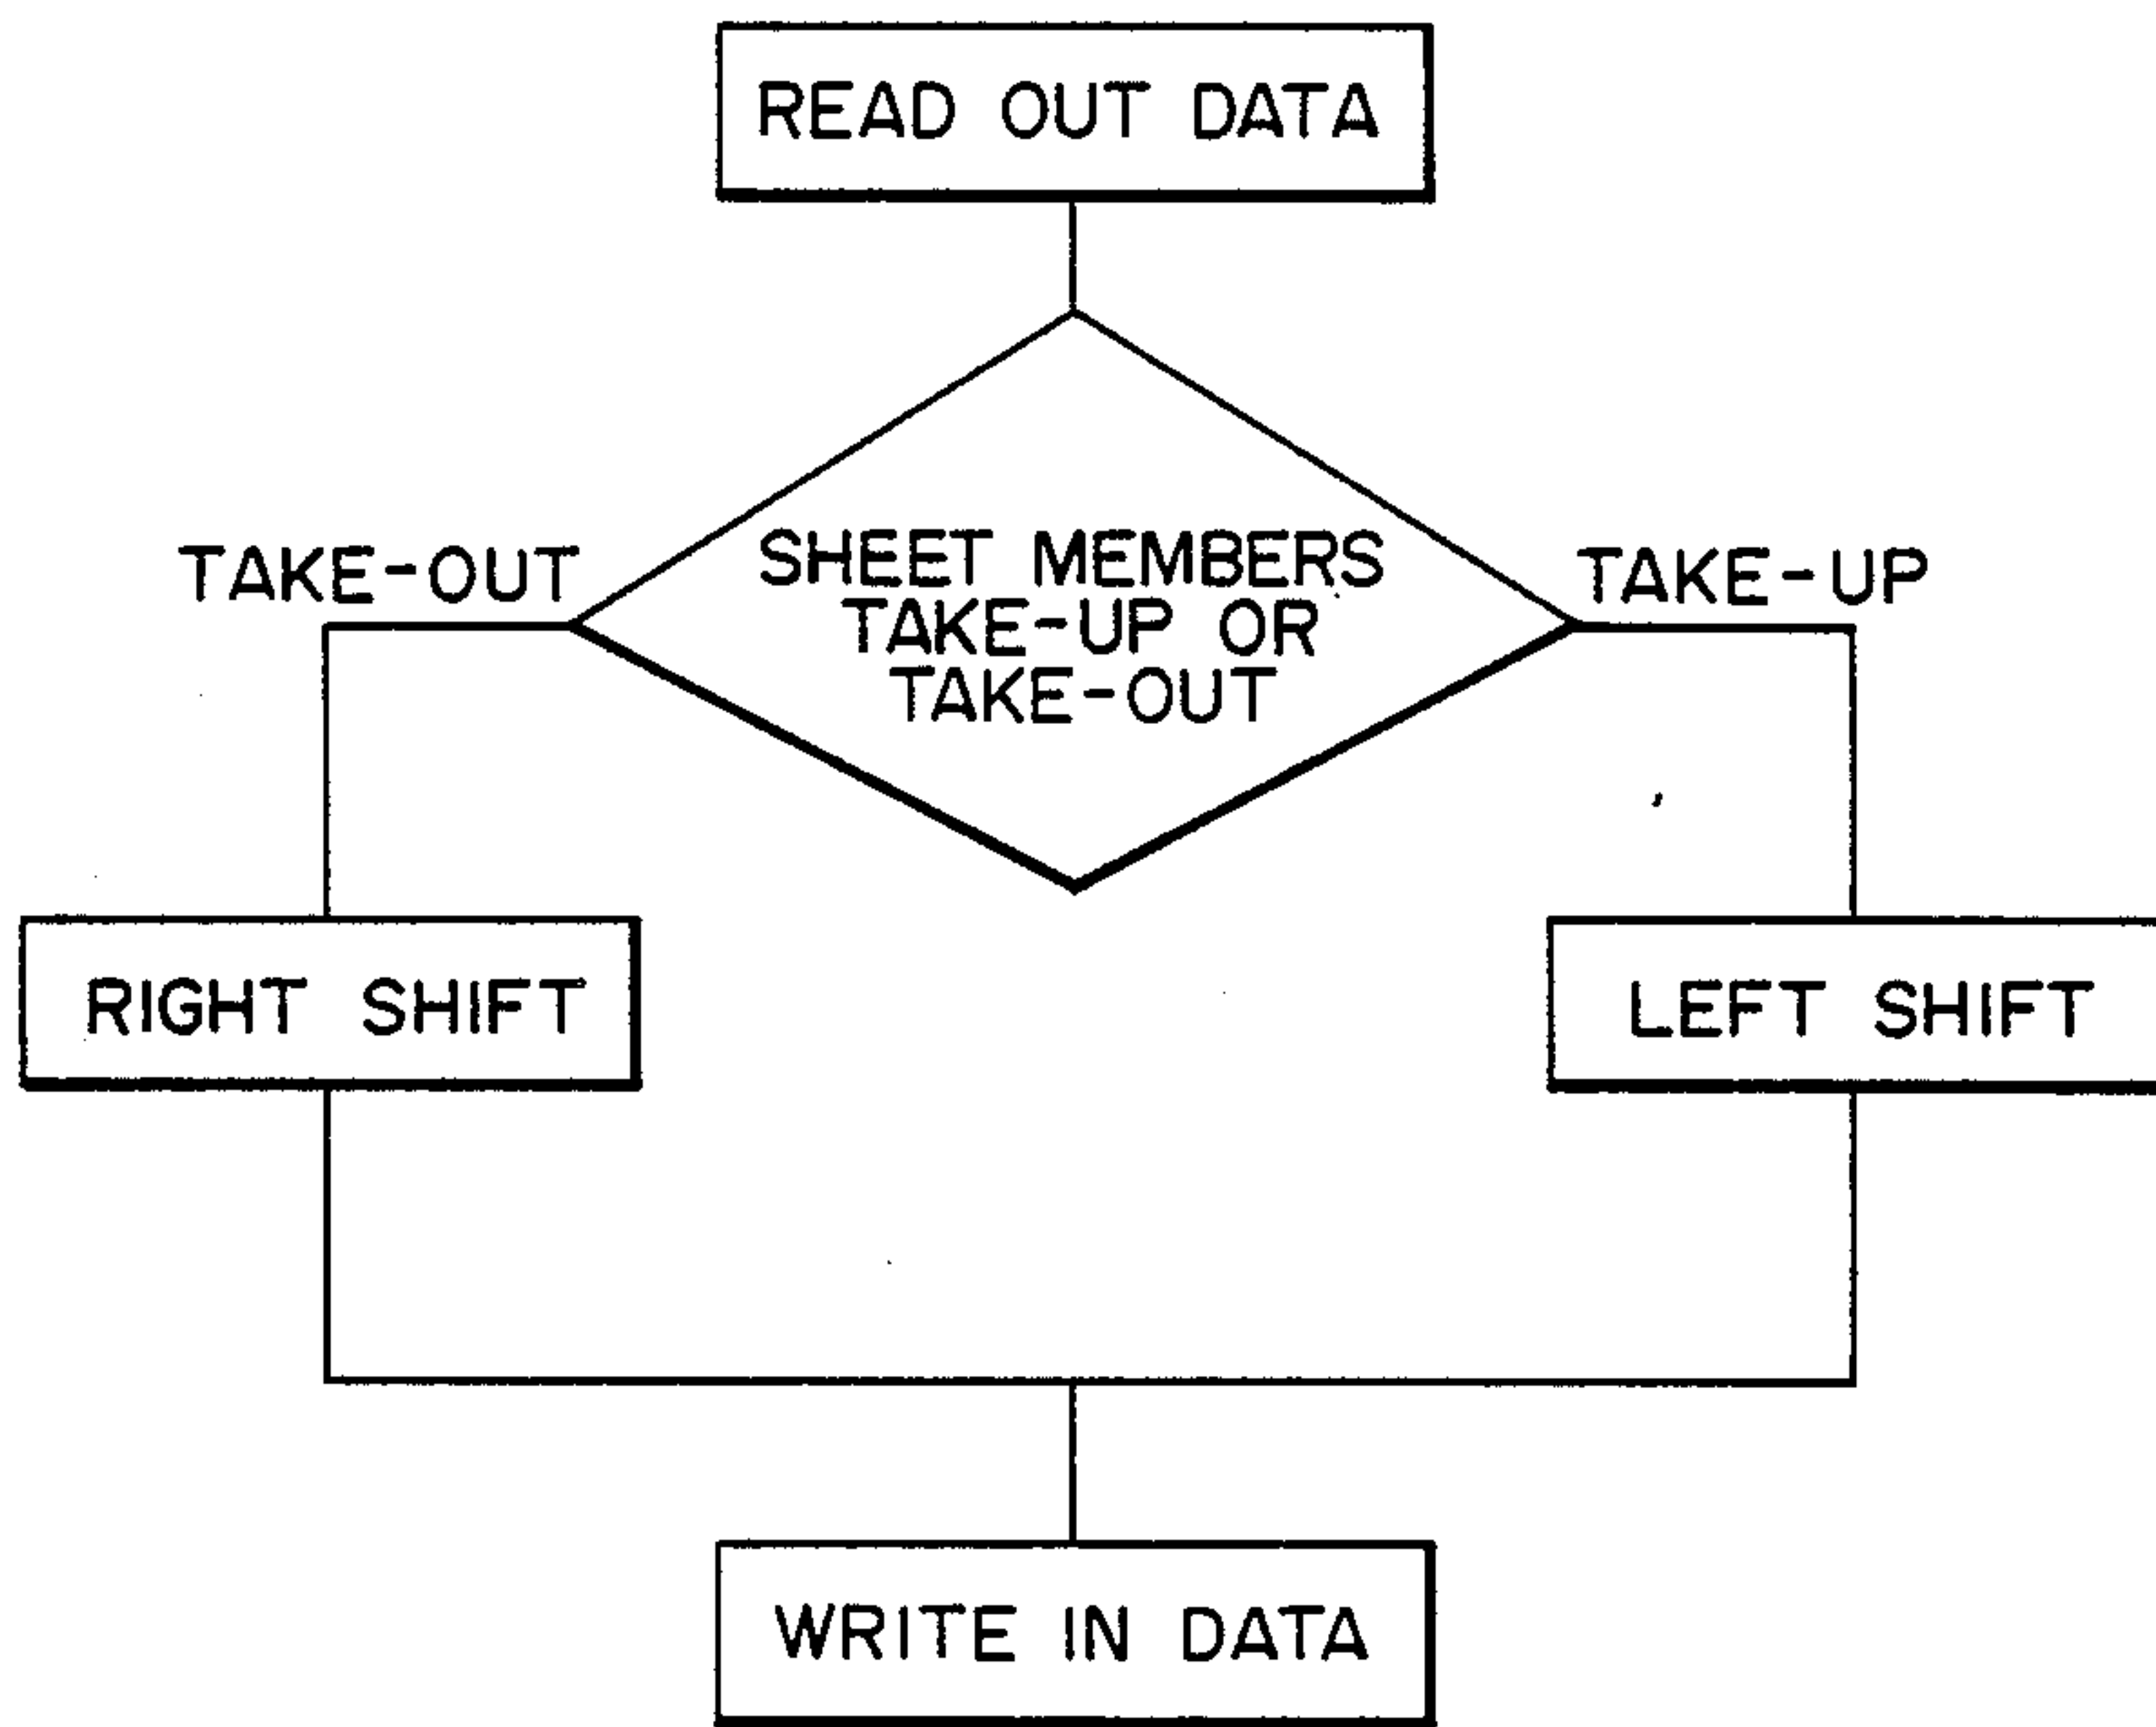 READ OUT DATA
SHEET MEMBERS
TAKE-UP OR
TAKE-OUT
TAKE-OUT
TAKE-UP
RIGHT SHIFT
LEFT SHIFT
WRITE IN DATA